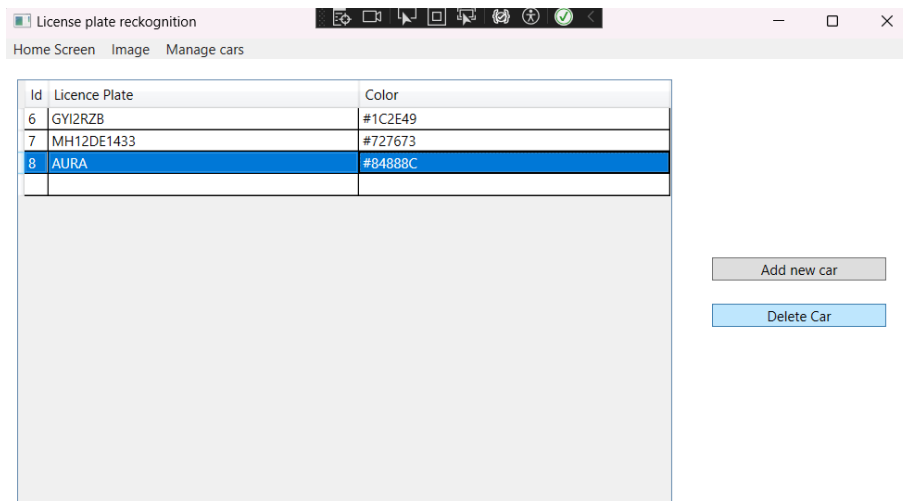 License plate reckognition
Home Screen Image Manage cars
Id Licence Plate Color
6 GYI2RZB #1C2E49
7 MH12DE1433 #727673
8 AURA #84888C
Add new car
Delete Car